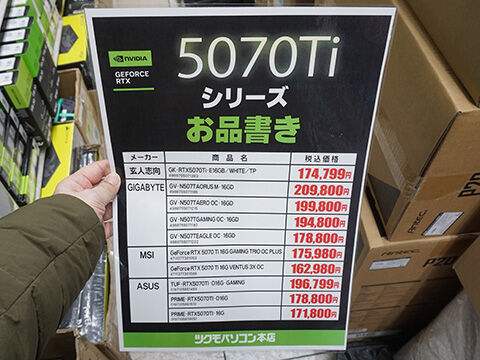 NVIDIA
GEFORCE
RTX
5070Ti
シリーズ
お品書き
メーカー 商品名 税込価格
玄人志向 GK-RTX5070Ti-E16GB/WHITE/TP 174,799円
GIGABYTE GV-N507TAORUS M-16GD 209,800円
GV-N507TAERO OC-16GD 199,800円
GV-N507TGAMING OC-16GD 194,800円
GV-N507TEAGLE OC-16GD 178,800円
MSI GeForce RTX 5070 Ti 16G GAMING TRIO OC PLUS 175,980円
GeForce RTX 5070 Ti 16G VENTUS 3X OC 162,980円
ASUS TUF-RTX5070TI-O16G-GAMING 196,799円
PRIME-RTX5070TI-O16G 178,800円
PRIME-RTX5070TI-16G 171,800円
ツクモパソコン本店
Antec
Antec
P20